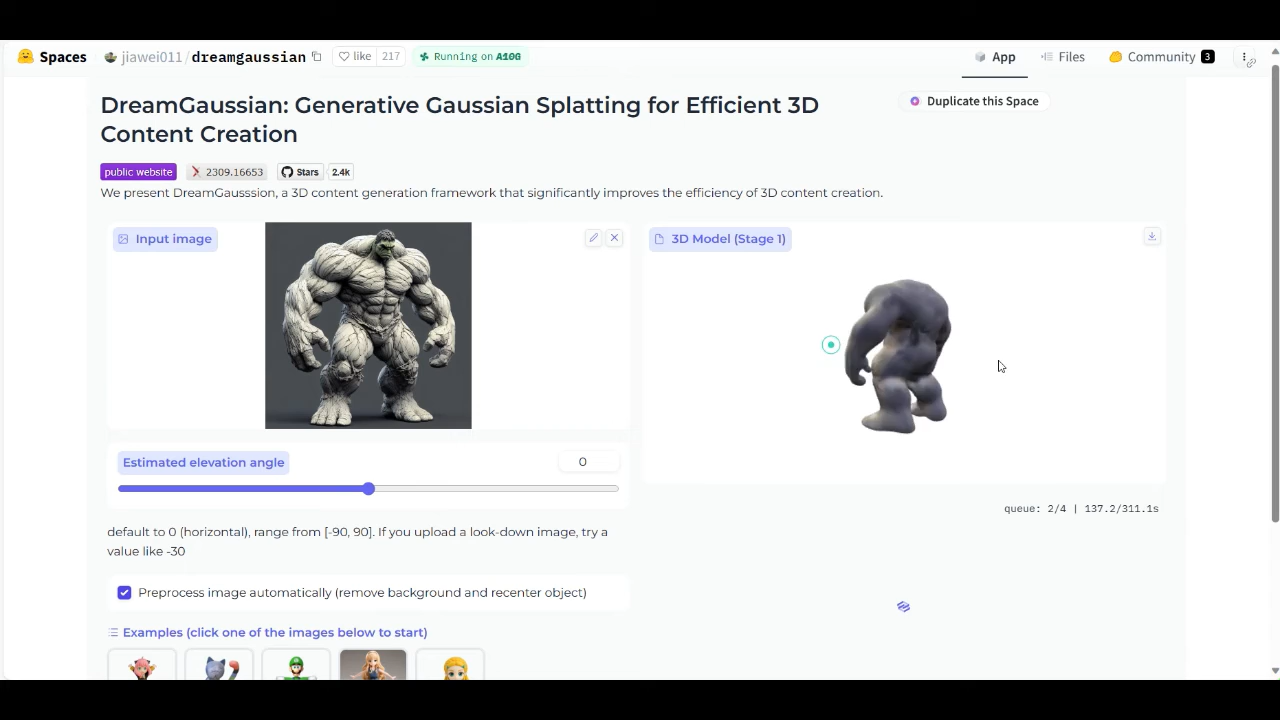 Spaces jiawei011/dreamgaussian like 217 Running on A10G App Files Community 3
DreamGaussian: Generative Gaussian Splatting for Efficient 3D
Content Creation
Duplicate this Space
public website 2309.16653 Stars 2.4k
We present DreamGausssion, a 3D content generation framework that significantly improves the efficiency of 3D content creation.
Input image
3D Model (Stage 1)
Estimated elevation angle 0
queue: 2/4 | 137.2/311.1s
default to 0 (horizontal), range from [-90, 90]. If you upload a look-down image, try a
value like -30
Preprocess image automatically (remove background and recenter object)
Examples (click one of the images below to start)